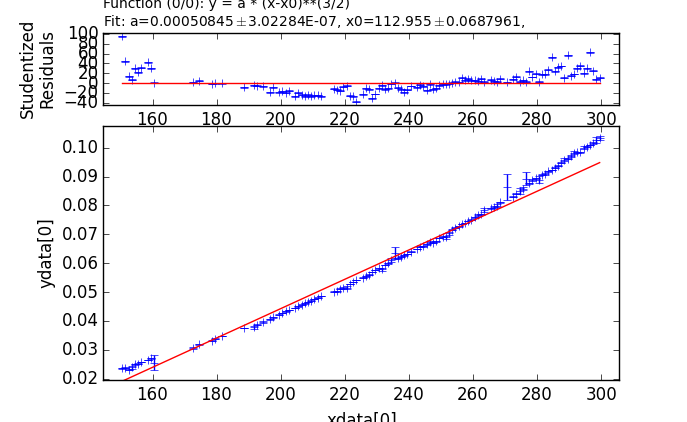 Function (0/0): y = a * (x-x0)**(3/2)
Fit: a=0.00050845±3.02284E-07, x0=112.955±0.0687961,
Studentized
Residuals
100
80
60
40
20
0
−20
−40
160 180 200 220 240 260 280 300
ydata[0]
0.10
0.09
0.08
0.07
0.06
0.05
0.04
0.03
0.02
160 180 200 220 240 260 280 300
xdata[0]